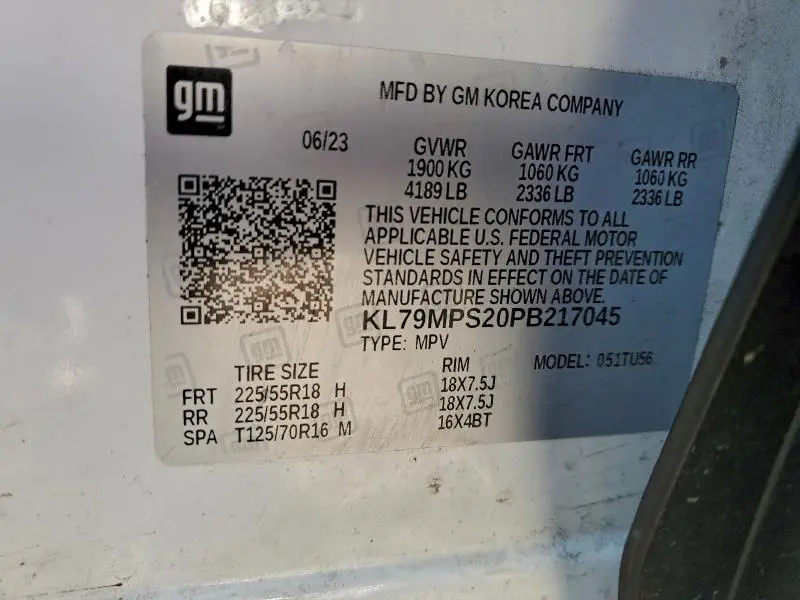 gm
MFD BY GM KOREA COMPANY
06/23
GVWR GAWR FRT GAWR RR
1900 KG 1060 KG 1060 KG
4189 LB 2336 LB 2336 LB
THIS VEHICLE CONFORMS TO ALL
APPLICABLE U.S. FEDERAL MOTOR
VEHICLE SAFETY AND THEFT PREVENTION
STANDARDS IN EFFECT ON THE DATE OF
MANUFACTURE SHOWN ABOVE.
KL79MPS20PB217045
TYPE: MPV MODEL: 051TU56
TIRE SIZE RIM
FRT 225/55R18 H 18X7.5J
RR 225/55R18 H 18X7.5J
SPA T125/70R16 M 16X4BT